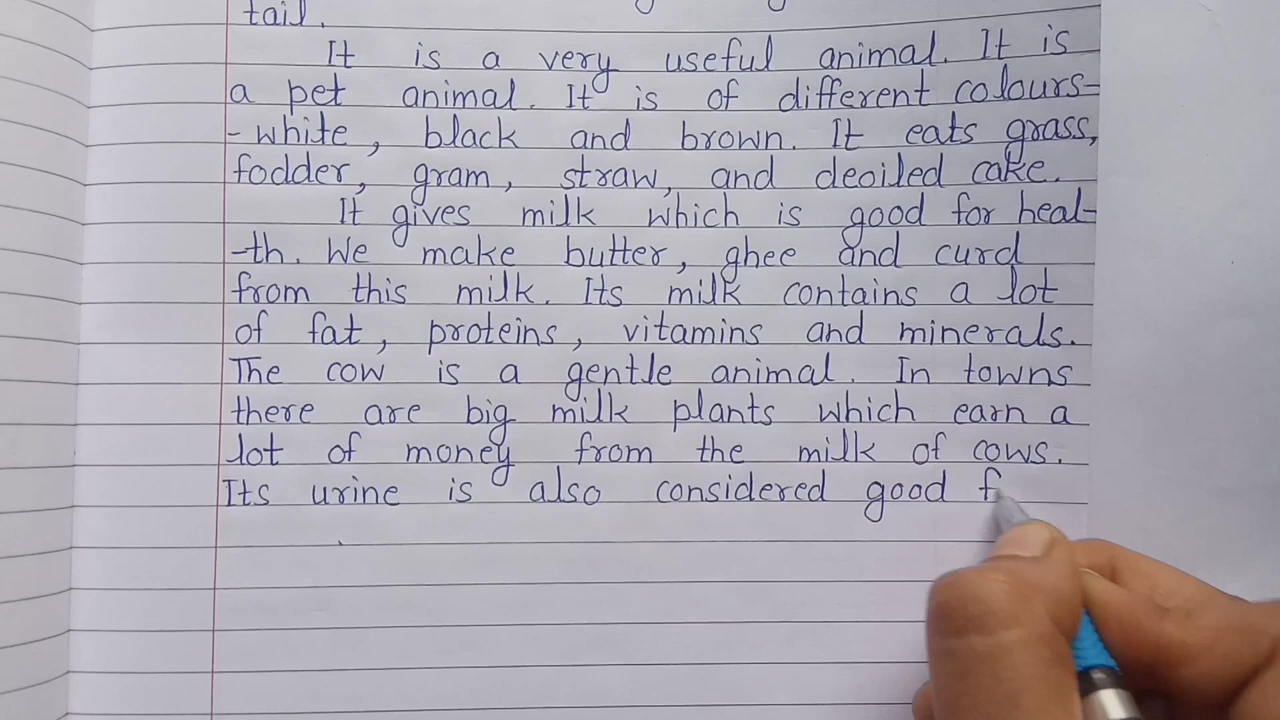 tail.
It is a very useful animal. It is
a pet animal. It is of different colours-
-white, black and brown. It eats grass,
fodder, gram, straw, and deoiled cake.
It gives milk which is good for heal-
-th. We make butter, ghee and curd
from this milk. Its milk contains a lot
of fat, proteins, vitamins and minerals.
The cow is a gentle animal. In towns
there are big milk plants which earn a
lot of money from the milk of cows.
Its urine is also considered good f